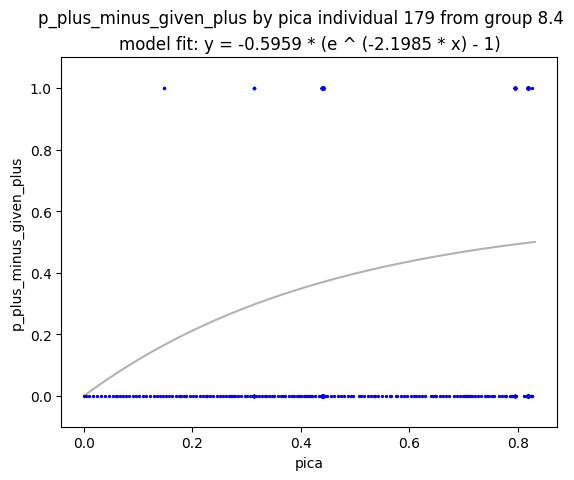 p_plus_minus_given_plus by pica individual 179 from group 8.4
model fit: y = -0.5959 * (e ^ (-2.1985 * x) - 1)
1.0
0.8
0.6
0.4
0.2
0.0
p_plus_minus_given_plus
0.0 0.2 0.4 0.6 0.8
pica